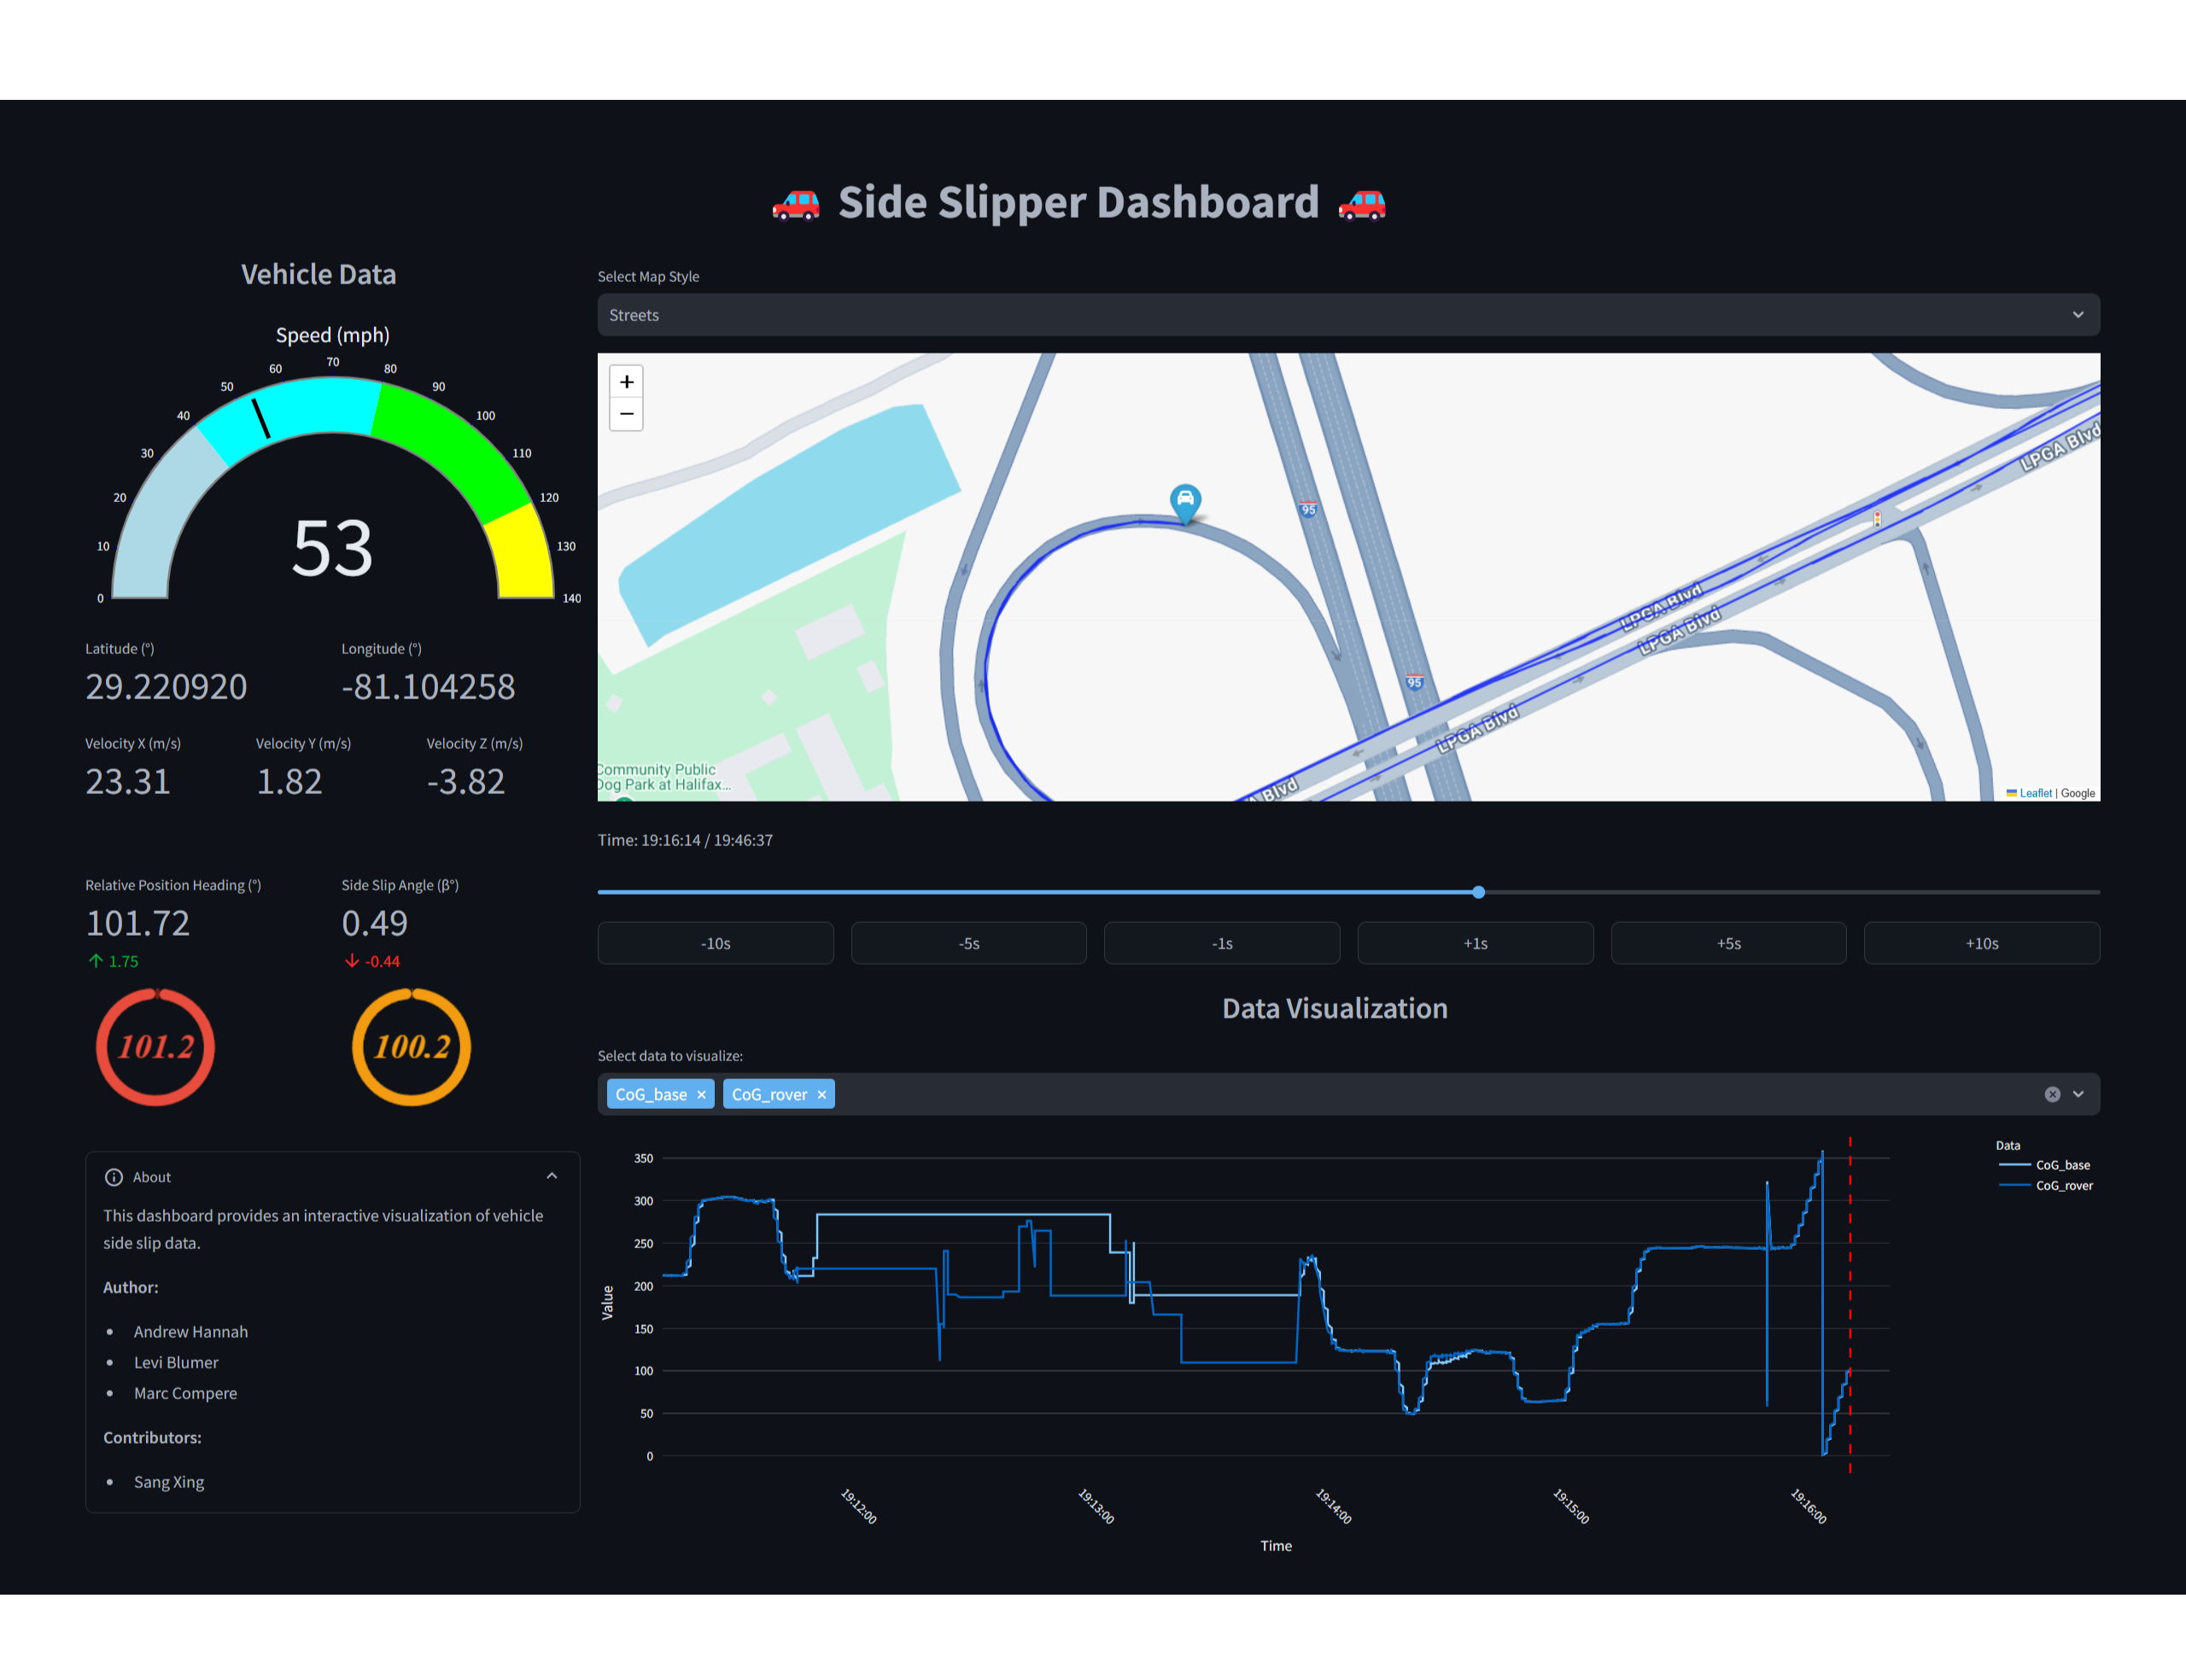 Side Slipper Dashboard
Vehicle Data
Speed (mph)
0
10
20
30
40
50
60
70
80
90
100
110
120
130
140
53
Latitude (°)
Longitude (°)
29.220920
-81.104258
Velocity X (m/s)
Velocity Y (m/s)
Velocity Z (m/s)
23.31
1.82
-3.82
Relative Position Heading (°)
Side Slip Angle (β°)
101.72
0.49
↑ 1.75
↓ -0.44
101.2
100.2
About
This dashboard provides an interactive visualization of vehicle
side slip data.
Author:
• Andrew Hannah
• Levi Blumer
• Marc Compere
Contributors:
• Sang Xing
Select Map Style
Streets
+
−
95
95
LPGA Blvd
LPGA Blvd
LPGA Blvd
LPGA Blvd
A Blvd
Community Public
Dog Park at Halifax...
Leaflet | Google
Time: 19:16:14 / 19:46:37
-10s
-5s
-1s
+1s
+5s
+10s
Data Visualization
Select data to visualize:
CoG_base ×
CoG_rover ×
Data
CoG_base
CoG_rover
Value
350
300
250
200
150
100
50
0
19:12:00
19:13:00
19:14:00
19:15:00
19:16:00
Time